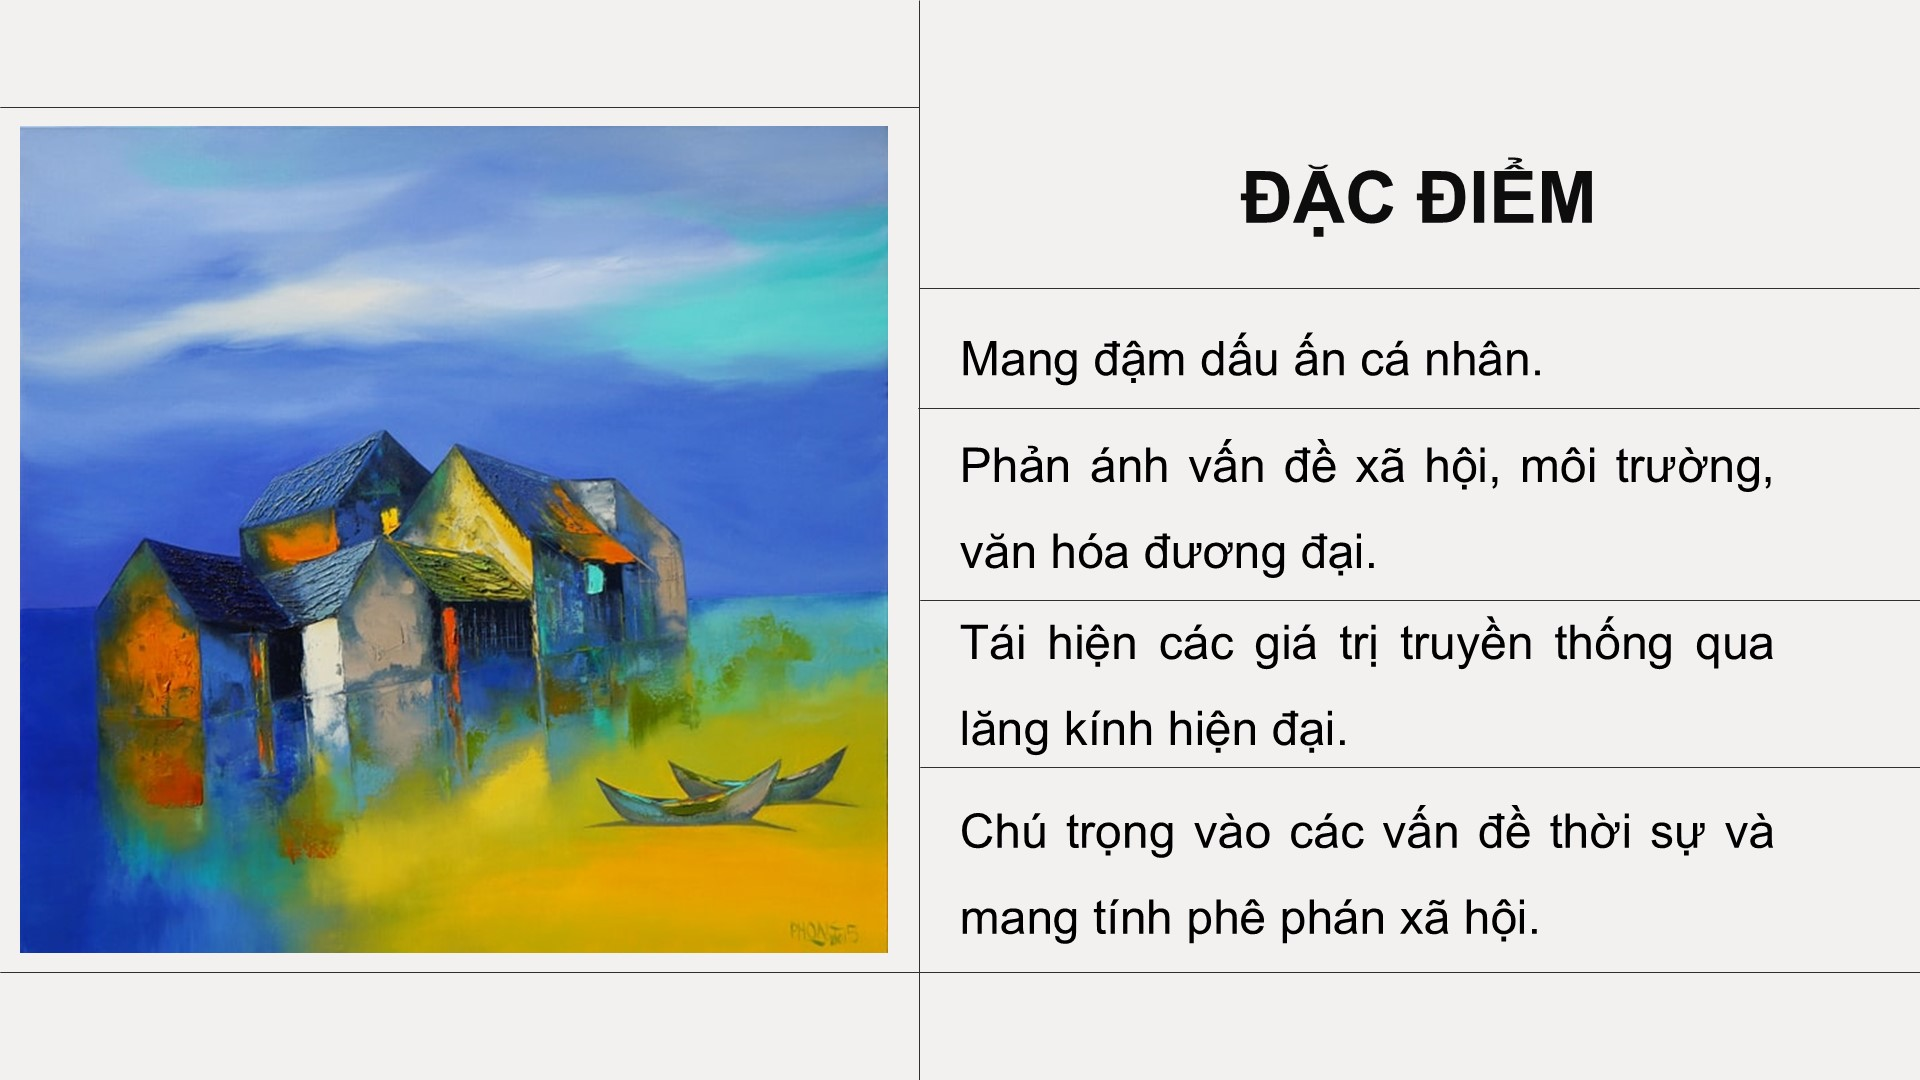 ĐẶC ĐIỂM
Mang đậm dấu ấn cá nhân.
Phản ánh vấn đề xã hội, môi trường,
văn hóa đương đại.
Tái hiện các giá trị truyền thống qua
lăng kính hiện đại.
Chú trọng vào các vấn đề thời sự và
mang tính phê phán xã hội.